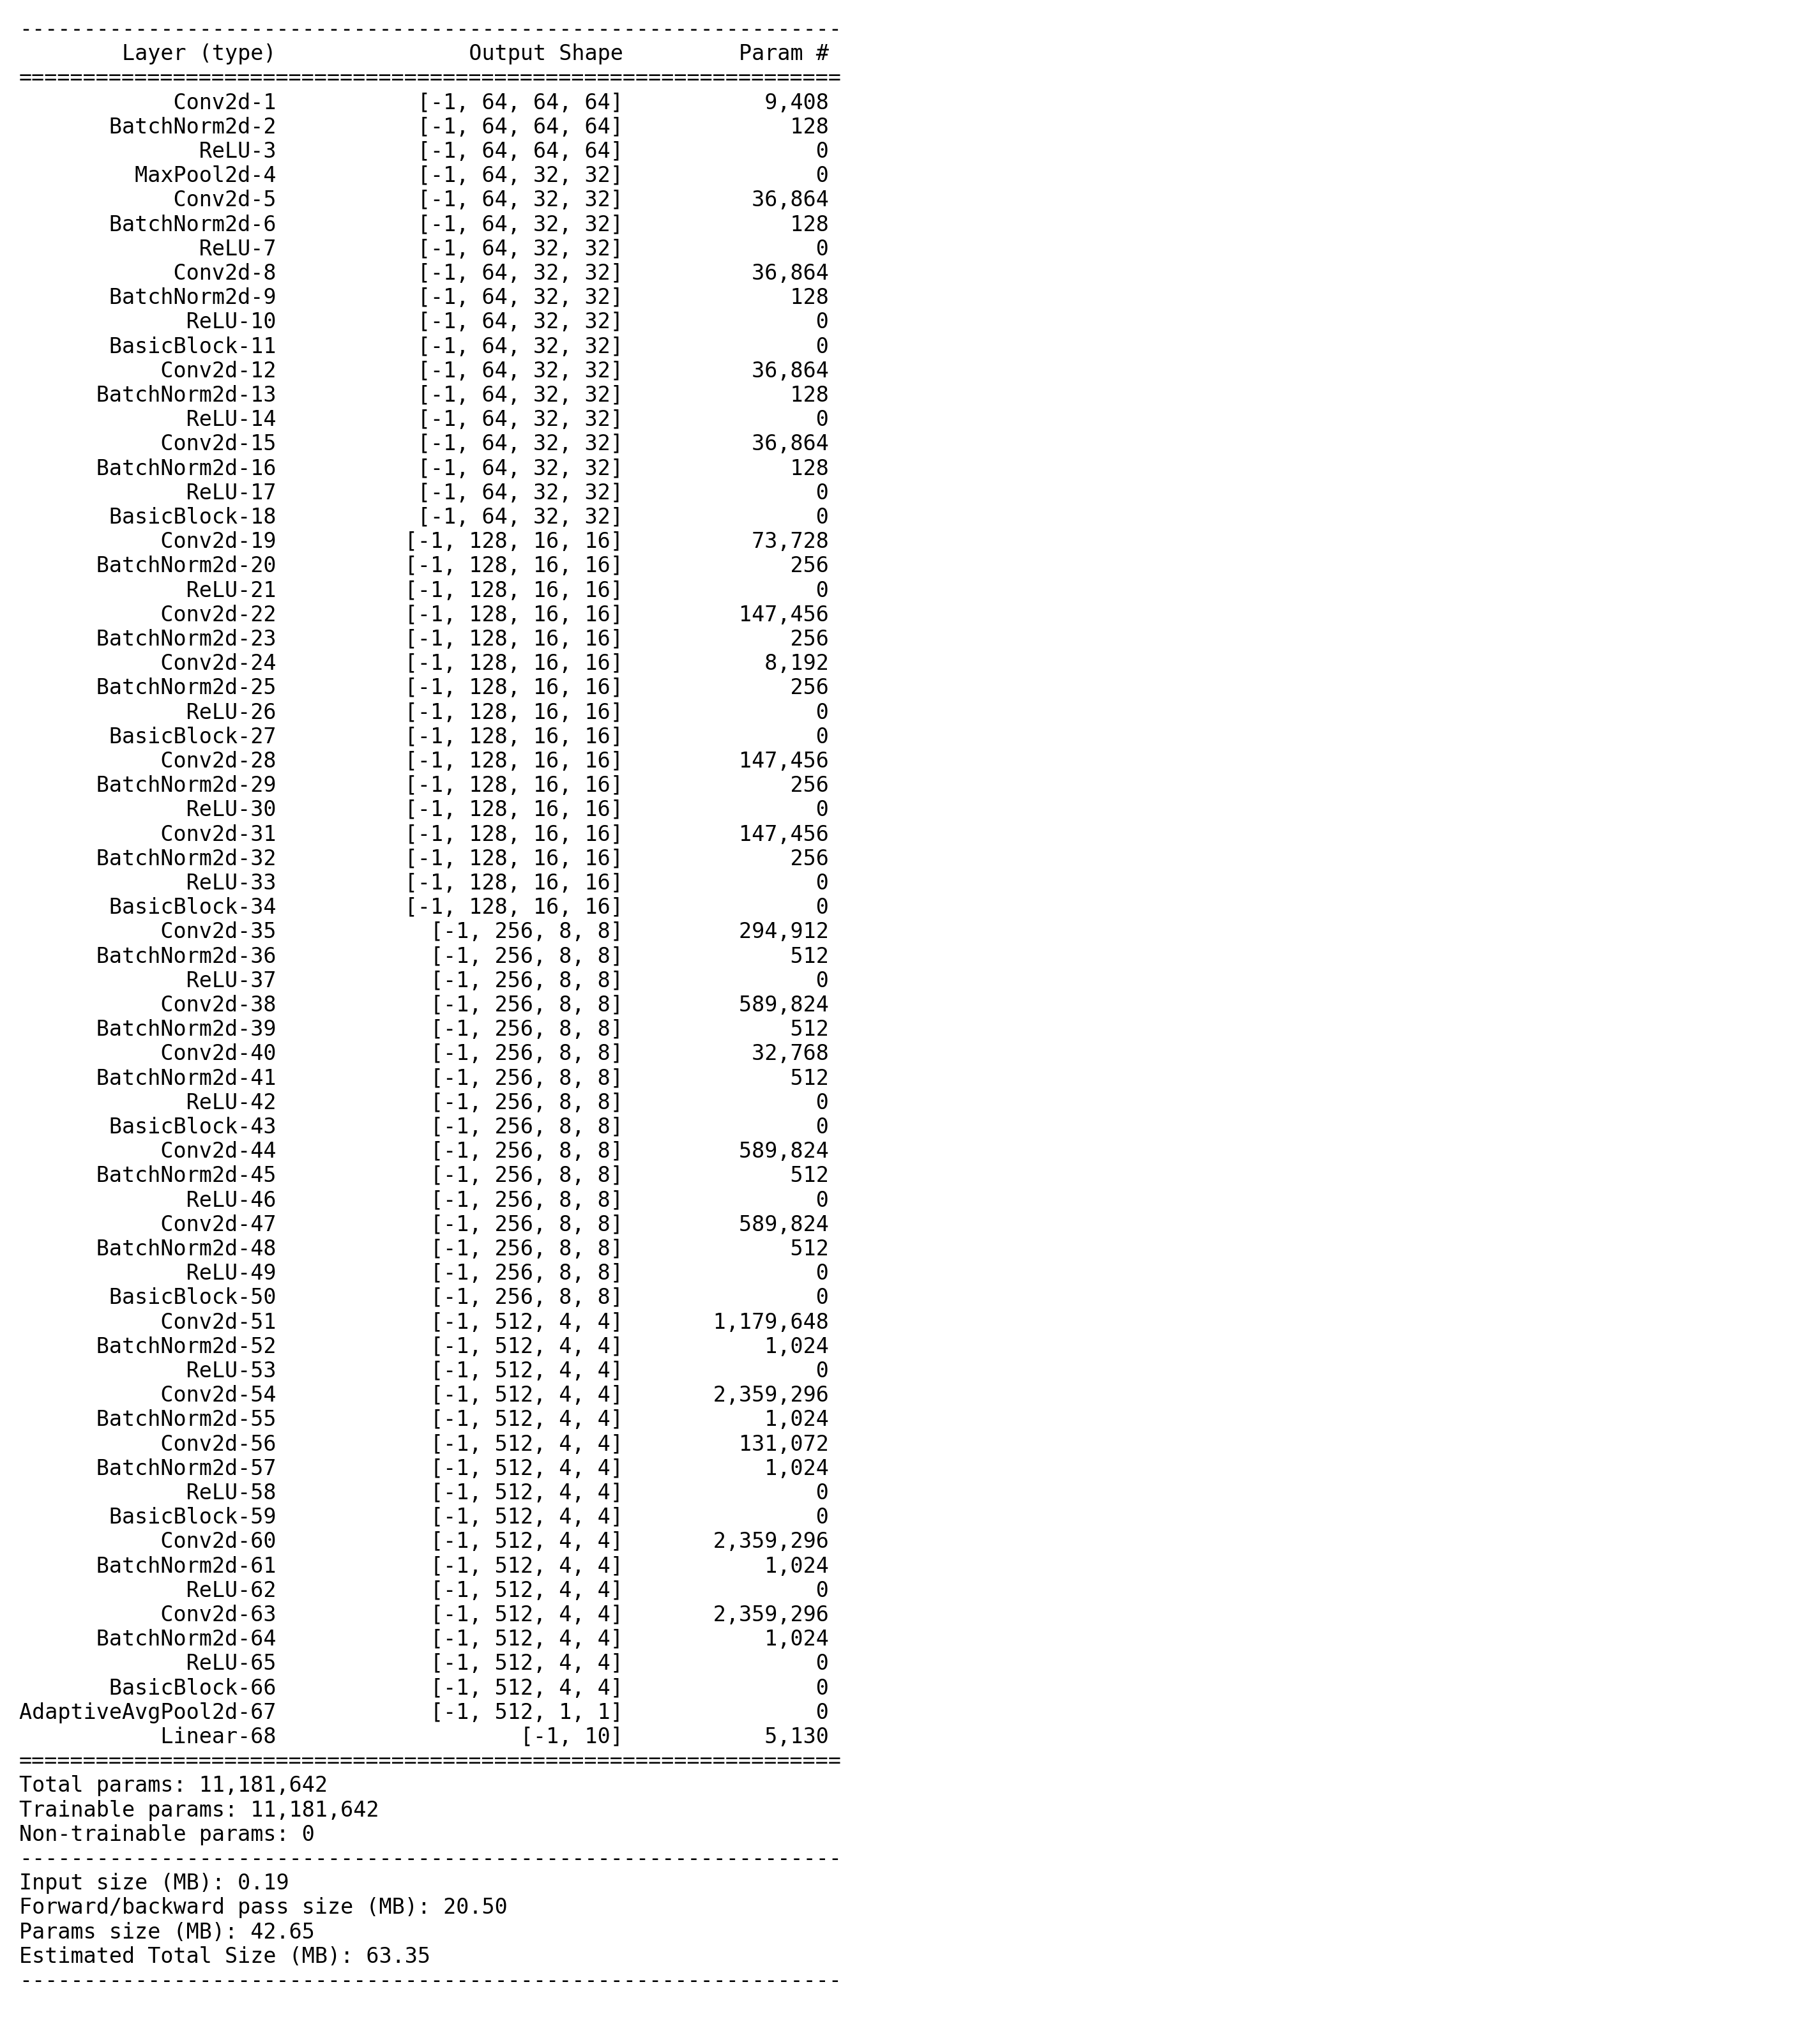 ----------------------------------------------------------------
Layer (type) Output Shape Param #
================================================================
Conv2d-1 [-1, 64, 64, 64] 9,408
BatchNorm2d-2 [-1, 64, 64, 64] 128
ReLU-3 [-1, 64, 64, 64] 0
MaxPool2d-4 [-1, 64, 32, 32] 0
Conv2d-5 [-1, 64, 32, 32] 36,864
BatchNorm2d-6 [-1, 64, 32, 32] 128
ReLU-7 [-1, 64, 32, 32] 0
Conv2d-8 [-1, 64, 32, 32] 36,864
BatchNorm2d-9 [-1, 64, 32, 32] 128
ReLU-10 [-1, 64, 32, 32] 0
BasicBlock-11 [-1, 64, 32, 32] 0
Conv2d-12 [-1, 64, 32, 32] 36,864
BatchNorm2d-13 [-1, 64, 32, 32] 128
ReLU-14 [-1, 64, 32, 32] 0
Conv2d-15 [-1, 64, 32, 32] 36,864
BatchNorm2d-16 [-1, 64, 32, 32] 128
ReLU-17 [-1, 64, 32, 32] 0
BasicBlock-18 [-1, 64, 32, 32] 0
Conv2d-19 [-1, 128, 16, 16] 73,728
BatchNorm2d-20 [-1, 128, 16, 16] 256
ReLU-21 [-1, 128, 16, 16] 0
Conv2d-22 [-1, 128, 16, 16] 147,456
BatchNorm2d-23 [-1, 128, 16, 16] 256
Conv2d-24 [-1, 128, 16, 16] 8,192
BatchNorm2d-25 [-1, 128, 16, 16] 256
ReLU-26 [-1, 128, 16, 16] 0
BasicBlock-27 [-1, 128, 16, 16] 0
Conv2d-28 [-1, 128, 16, 16] 147,456
BatchNorm2d-29 [-1, 128, 16, 16] 256
ReLU-30 [-1, 128, 16, 16] 0
Conv2d-31 [-1, 128, 16, 16] 147,456
BatchNorm2d-32 [-1, 128, 16, 16] 256
ReLU-33 [-1, 128, 16, 16] 0
BasicBlock-34 [-1, 128, 16, 16] 0
Conv2d-35 [-1, 256, 8, 8] 294,912
BatchNorm2d-36 [-1, 256, 8, 8] 512
ReLU-37 [-1, 256, 8, 8] 0
Conv2d-38 [-1, 256, 8, 8] 589,824
BatchNorm2d-39 [-1, 256, 8, 8] 512
Conv2d-40 [-1, 256, 8, 8] 32,768
BatchNorm2d-41 [-1, 256, 8, 8] 512
ReLU-42 [-1, 256, 8, 8] 0
BasicBlock-43 [-1, 256, 8, 8] 0
Conv2d-44 [-1, 256, 8, 8] 589,824
BatchNorm2d-45 [-1, 256, 8, 8] 512
ReLU-46 [-1, 256, 8, 8] 0
Conv2d-47 [-1, 256, 8, 8] 589,824
BatchNorm2d-48 [-1, 256, 8, 8] 512
ReLU-49 [-1, 256, 8, 8] 0
BasicBlock-50 [-1, 256, 8, 8] 0
Conv2d-51 [-1, 512, 4, 4] 1,179,648
BatchNorm2d-52 [-1, 512, 4, 4] 1,024
ReLU-53 [-1, 512, 4, 4] 0
Conv2d-54 [-1, 512, 4, 4] 2,359,296
BatchNorm2d-55 [-1, 512, 4, 4] 1,024
Conv2d-56 [-1, 512, 4, 4] 131,072
BatchNorm2d-57 [-1, 512, 4, 4] 1,024
ReLU-58 [-1, 512, 4, 4] 0
BasicBlock-59 [-1, 512, 4, 4] 0
Conv2d-60 [-1, 512, 4, 4] 2,359,296
BatchNorm2d-61 [-1, 512, 4, 4] 1,024
ReLU-62 [-1, 512, 4, 4] 0
Conv2d-63 [-1, 512, 4, 4] 2,359,296
BatchNorm2d-64 [-1, 512, 4, 4] 1,024
ReLU-65 [-1, 512, 4, 4] 0
BasicBlock-66 [-1, 512, 4, 4] 0
AdaptiveAvgPool2d-67 [-1, 512, 1, 1] 0
Linear-68 [-1, 10] 5,130
================================================================
Total params: 11,181,642
Trainable params: 11,181,642
Non-trainable params: 0
----------------------------------------------------------------
Input size (MB): 0.19
Forward/backward pass size (MB): 20.50
Params size (MB): 42.65
Estimated Total Size (MB): 63.35
----------------------------------------------------------------